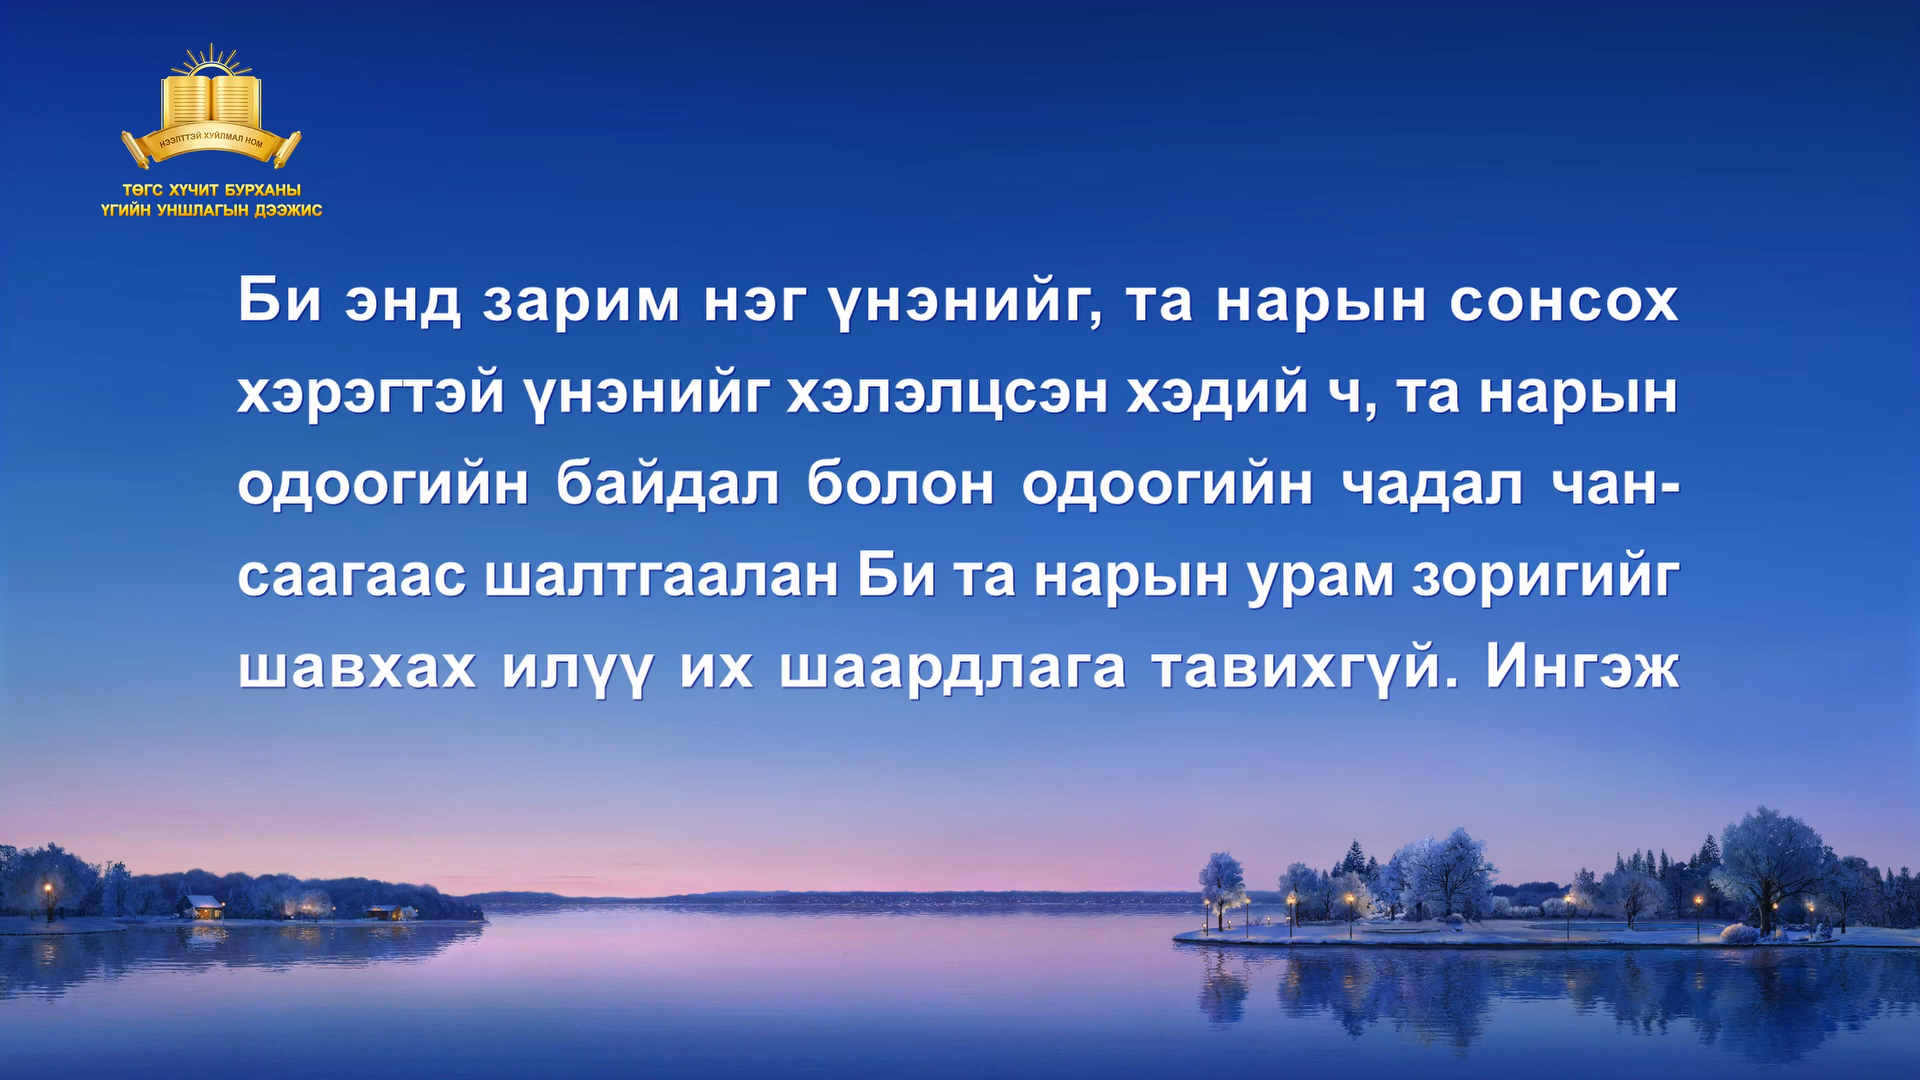 НЭЭЛТТЭЙ ХУЙЛМАЛ НОМ
ТӨГС ХҮЧИТ БУРХАНЫ
ҮГИЙН УНШЛАГЫН ДЭЭЖИС
Би энд зарим нэг үнэнийг, та нарын сонсох
хэрэгтэй үнэнийг хэлэлцсэн хэдий ч, та нарын
одоогийн байдал болон одоогийн чадал чан-
саагаас шалтгаалан Би та нарын урам зоригийг
шавхах илүү их шаардлага тавихгүй. Ингэж